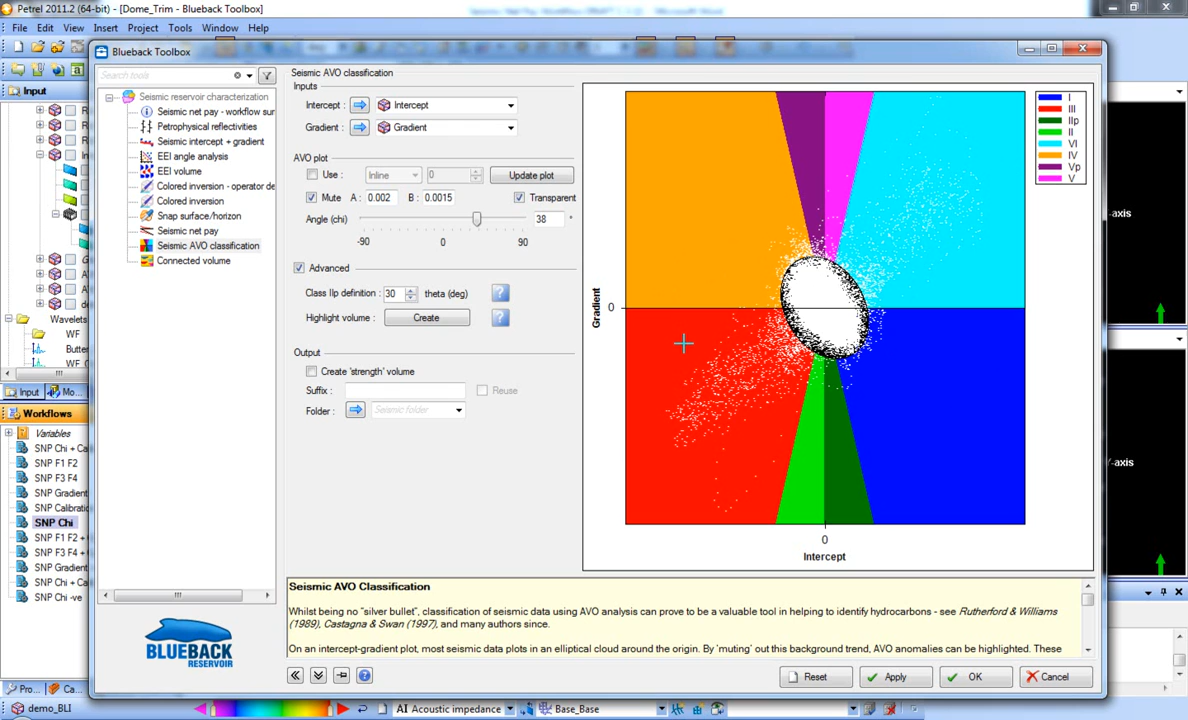 Petrel 2011.2 (64-bit) - [Dome_Trim] - Blueback Toolbox]
File Edit View Insert Project Tools Window Help
Blueback Toolbox
Search tools
Input
Seismic reservoir characterization
Seismic net pay - workflow sur
Petrophysical reflectivities
Seismic intercept + gradient
EEI angle analysis
EEI volume
Colored inversion - operator de
Colored inversion
Snap surface/horizon
Seismic net pay
Seismic AVO classification
Connected volume
Wavelets
WF
Butter
Input
Mo...
Workflows
Variables
SNP Chi + Ca
SNP F1 F2
SNP F3 F4
SNP Gradient
SNP Calibratio
SNP Chi
SNP F1 F2 +
SNP F3 F4 +
SNP Gradient
SNP Chi + Ca
SNP Chi -ve
BLUEBACK
RESERVOIR
Seismic AVO classification
Inputs
Intercept : Intercept
Gradient : Gradient
AVO plot
Use : Inline 0 Update plot
Mute A : 0.002 B : 0.0015 Transparent
Angle (chi) 38 °
-90 0 90
Advanced
Class IIp definition : 30 theta (deg) ?
Highlight volume : Create ?
Output
Create 'strength' volume
Suffix : Reuse
Folder : Seismic folder
Gradient
0
0
Intercept
I
III
IIp
II
VI
IV
Vp
V
-axis
-axis
Seismic AVO Classification
Whilst being no "silver bullet", classification of seismic data using AVO analysis can prove to be a valuable tool in helping to identify hydrocarbons - see Rutherford & Williams
(1989), Castagna & Swan (1997), and many authors since.
On an intercept-gradient plot, most seismic data plots in an elliptical cloud around the origin. By 'muting' out this background trend, AVO anomalies can be highlighted. These
Reset Apply OK Cancel
Pro... Ca...
demo_BLI AI Acoustic impedance Base_Base